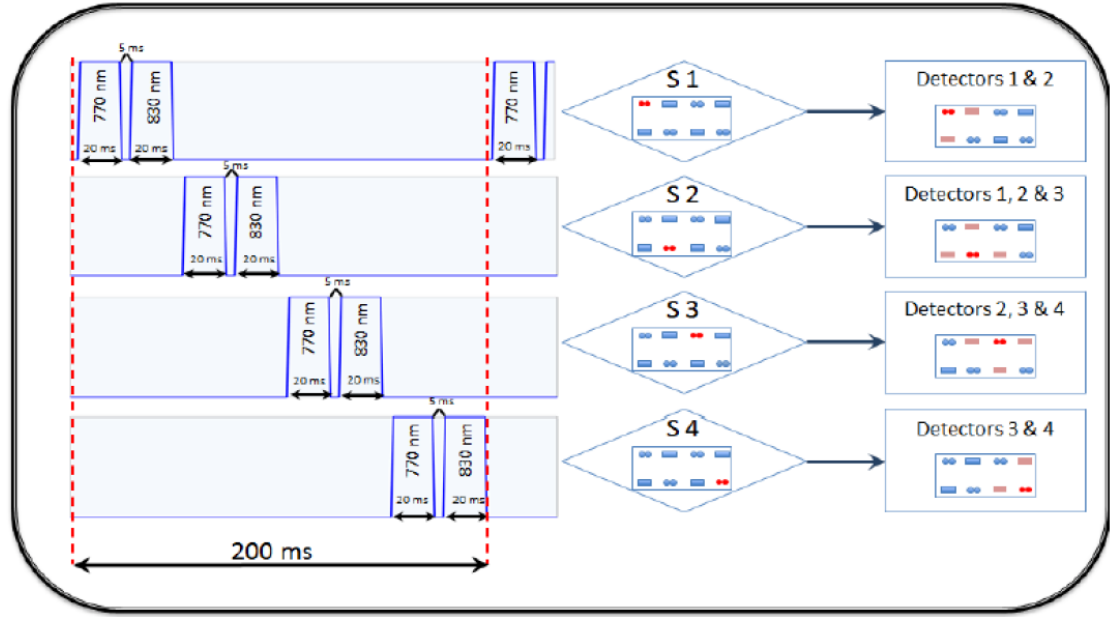 5 ms
770 nm
830 nm
20 ms
20 ms
770 nm
20 ms
S 1
Detectors 1 & 2
5 ms
770 nm
830 nm
20 ms
20 ms
S 2
Detectors 1, 2 & 3
5 ms
770 nm
830 nm
20 ms
20 ms
S 3
Detectors 2, 3 & 4
5 ms
770 nm
830 nm
20 ms
20 ms
S 4
Detectors 3 & 4
200 ms